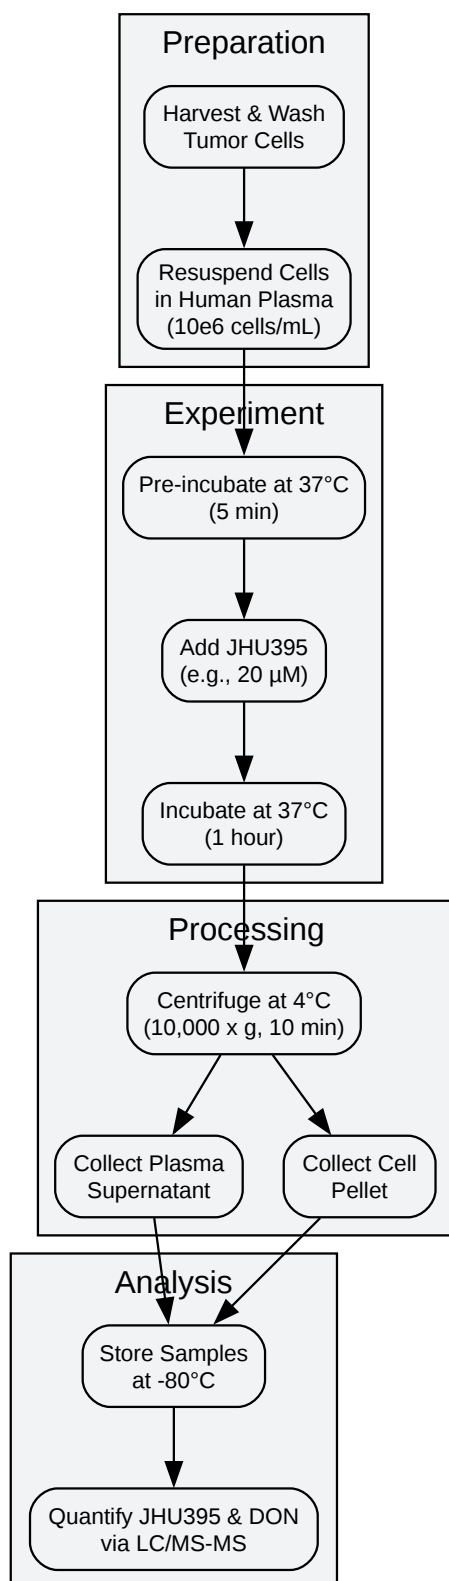 Preparation
Harvest & Wash
Tumor Cells
Resuspend Cells
in Human Plasma
(10e6 cells/mL)
Experiment
Pre-incubate at 37°C
(5 min)
Add JHU395
(e.g., 20 µM)
Incubate at 37°C
(1 hour)
Processing
Centrifuge at 4°C
(10,000 x g, 10 min)
Collect Plasma
Supernatant
Collect Cell
Pellet
Analysis
Store Samples
at -80°C
Quantify JHU395 & DON
via LC/MS-MS